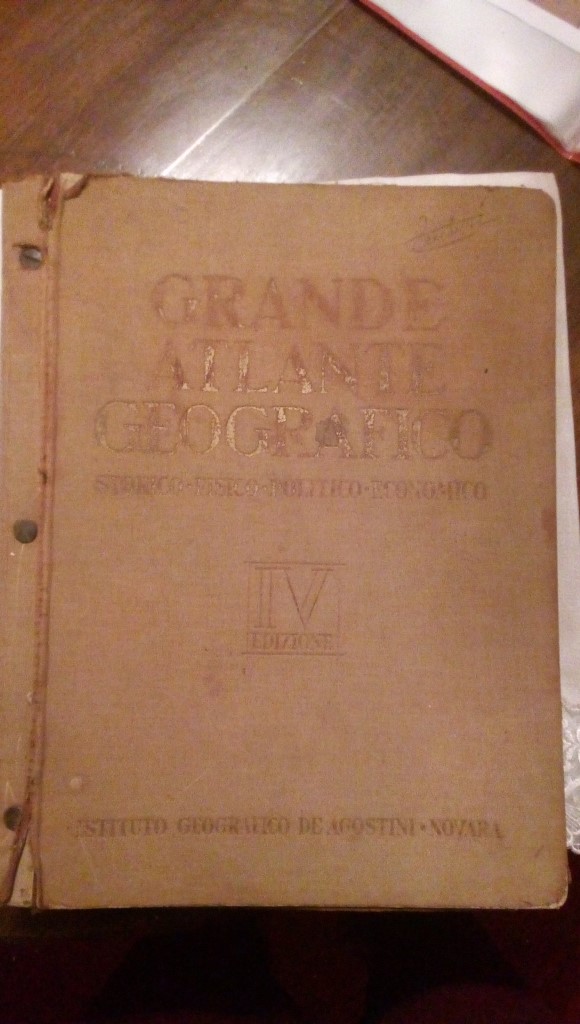 GRANDE
ATLANTE
GEOGRAFICO
STORICO • FISICO • POLITICO • ECONOMICO
IV
EDIZIONE
ISTITUTO GEOGRAFICO DE AGOSTINI • NOVARA